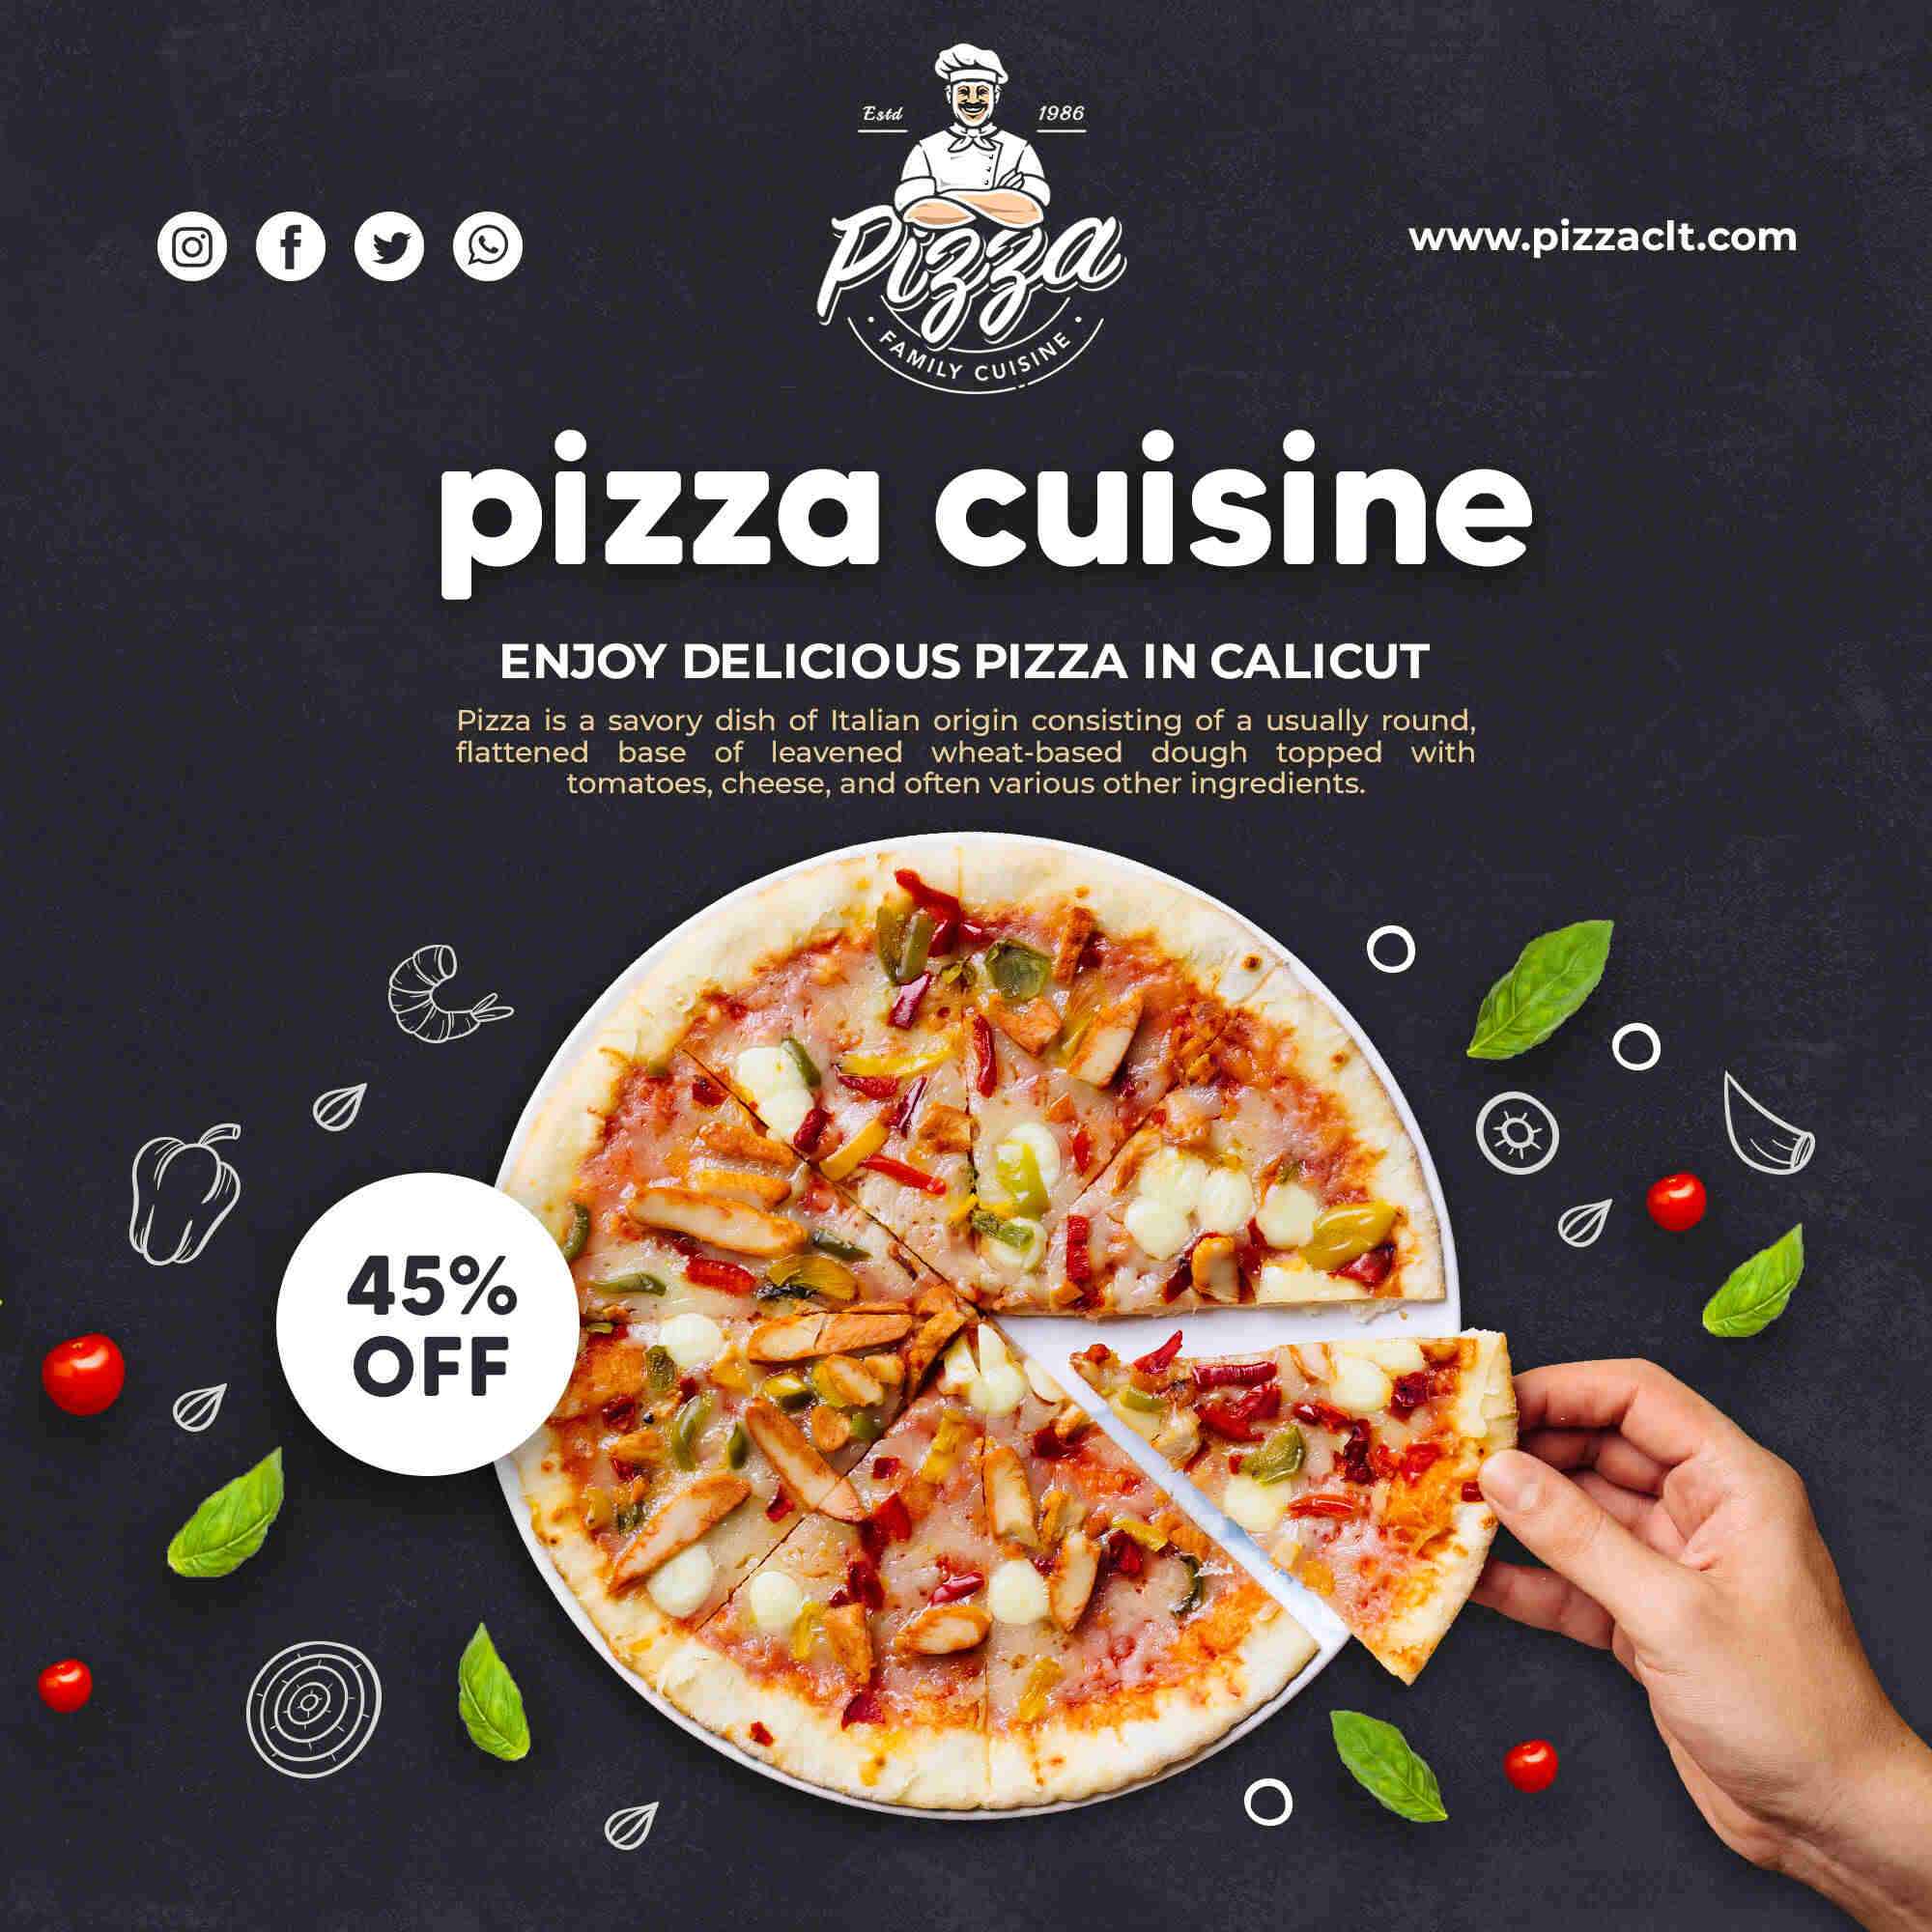 Estd 1986
Pizza
FAMILY CUISINE
www.pizzaclt.com
pizza cuisine
ENJOY DELICIOUS PIZZA IN CALICUT
Pizza is a savory dish of Italian origin consisting of a usually round,
flattened base of leavened wheat-based dough topped with
tomatoes, cheese, and often various other ingredients.
45%
OFF